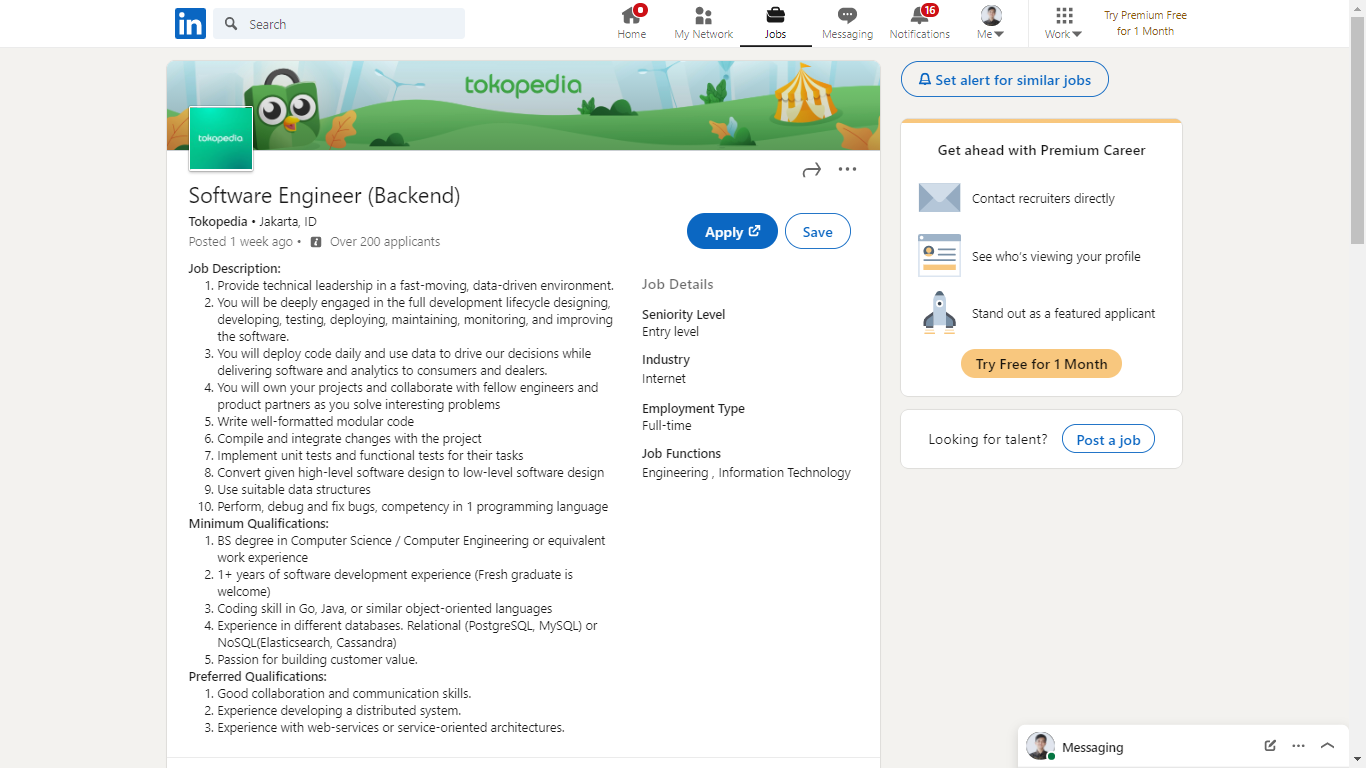 in
Search
Home
My Network
Jobs
Messaging
16
Notifications
Me
Work
Try Premium Free
for 1 Month
tokopedia
tokopedia
Software Engineer (Backend)
Tokopedia • Jakarta, ID
Posted 1 week ago • Over 200 applicants
Apply
Save
Job Description:
1. Provide technical leadership in a fast-moving, data-driven environment.
2. You will be deeply engaged in the full development lifecycle designing,
developing, testing, deploying, maintaining, monitoring, and improving
the software.
3. You will deploy code daily and use data to drive our decisions while
delivering software and analytics to consumers and dealers.
4. You will own your projects and collaborate with fellow engineers and
product partners as you solve interesting problems
5. Write well-formatted modular code
6. Compile and integrate changes with the project
7. Implement unit tests and functional tests for their tasks
8. Convert given high-level software design to low-level software design
9. Use suitable data structures
10. Perform, debug and fix bugs, competency in 1 programming language
Minimum Qualifications:
1. BS degree in Computer Science / Computer Engineering or equivalent
work experience
2. 1+ years of software development experience (Fresh graduate is
welcome)
3. Coding skill in Go, Java, or similar object-oriented languages
4. Experience in different databases. Relational (PostgreSQL, MySQL) or
NoSQL(Elasticsearch, Cassandra)
5. Passion for building customer value.
Preferred Qualifications:
1. Good collaboration and communication skills.
2. Experience developing a distributed system.
3. Experience with web-services or service-oriented architectures.
Job Details
Seniority Level
Entry level
Industry
Internet
Employment Type
Full-time
Job Functions
Engineering , Information Technology
Set alert for similar jobs
Get ahead with Premium Career
Contact recruiters directly
See who's viewing your profile
Stand out as a featured applicant
Try Free for 1 Month
Looking for talent?
Post a job
Messaging